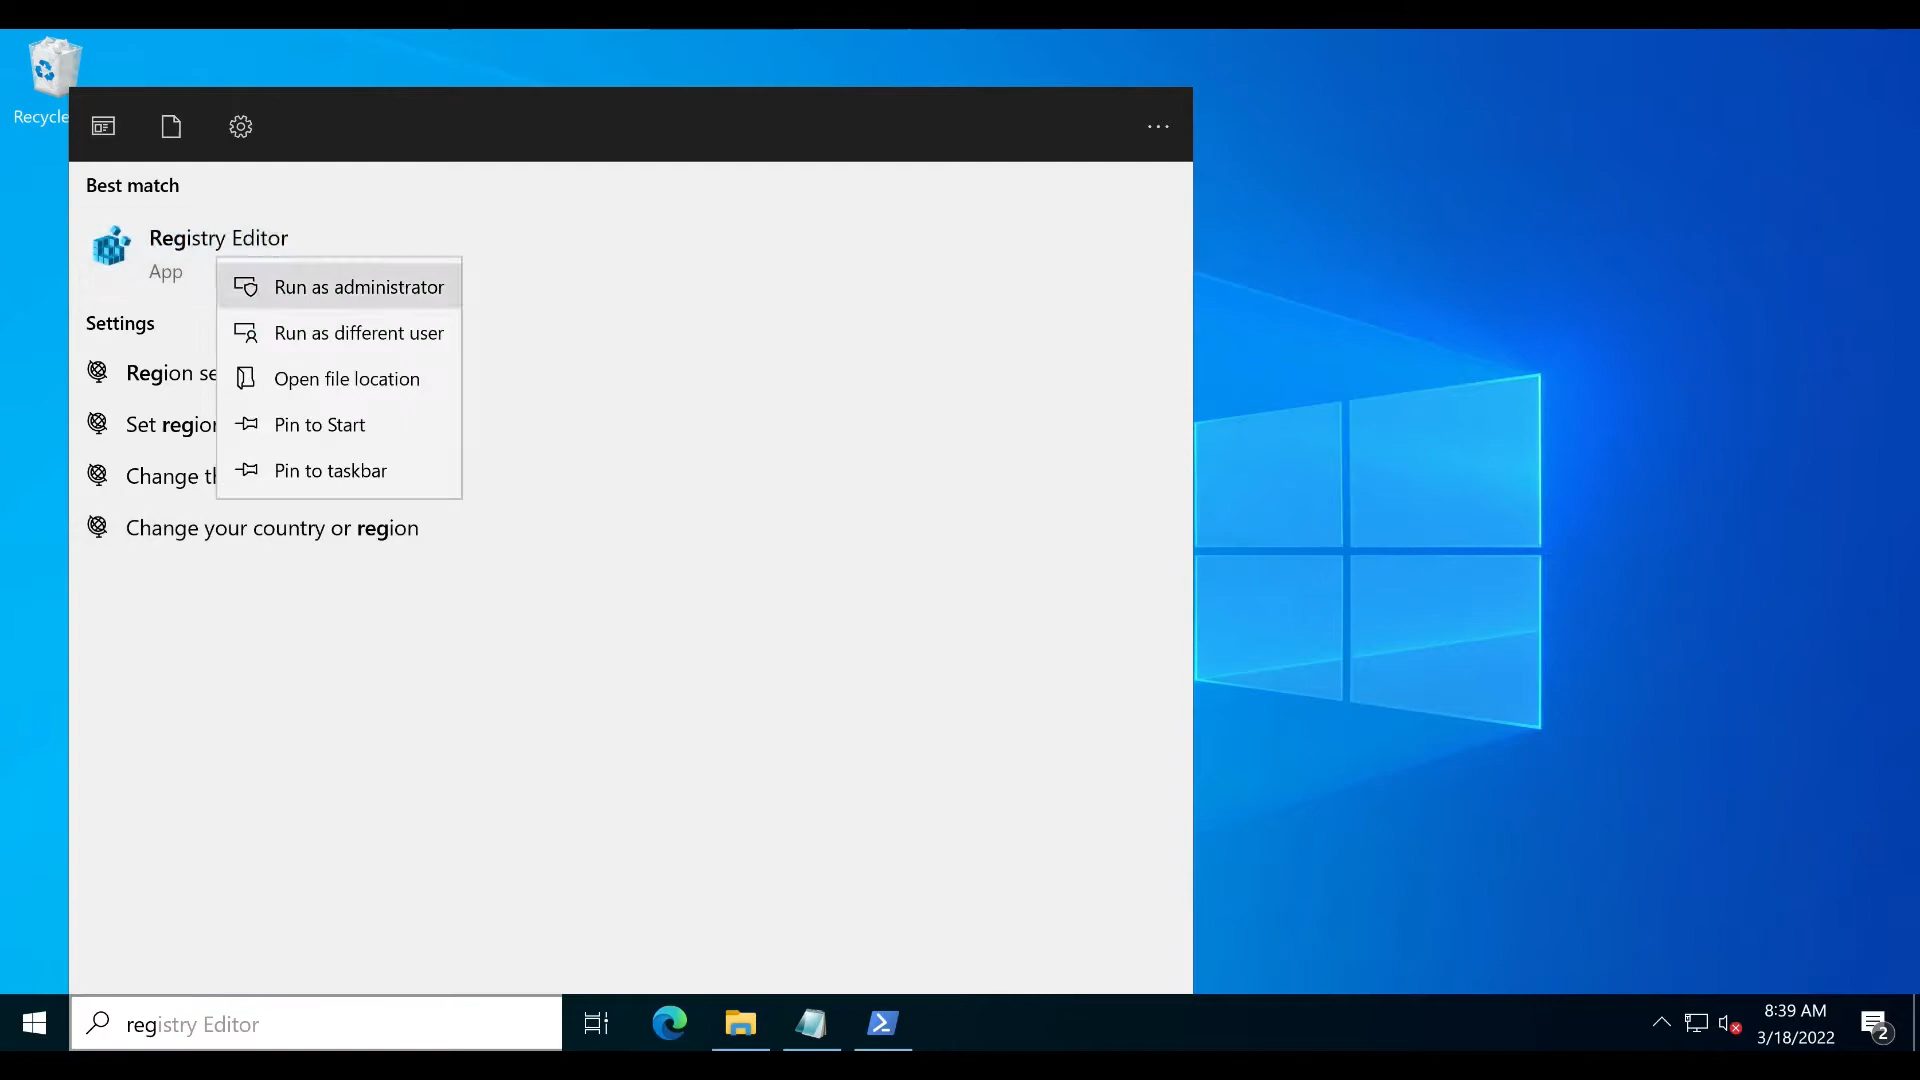 Recycle
Best match
Registry Editor
App
Run as administrator
Settings
Run as different user
Region se
Open file location
Set region
Pin to Start
Change th
Pin to taskbar
Change your country or region
registry Editor
8:39 AM
3/18/2022
2